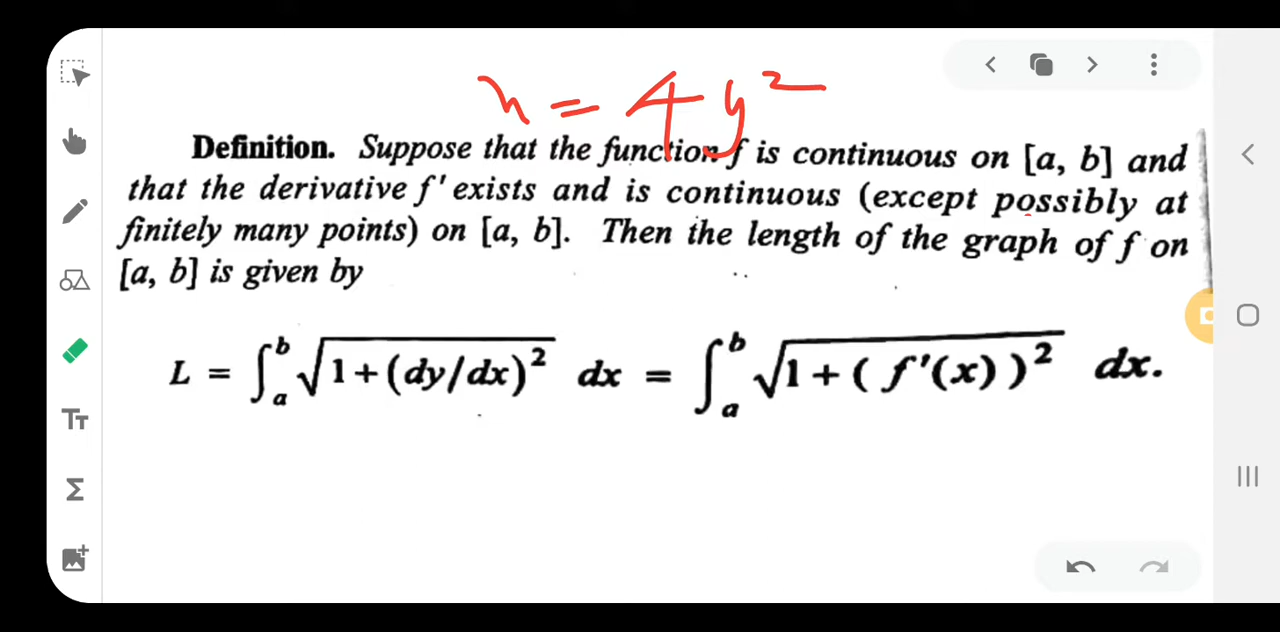 x = 4y²
Definition. Suppose that the function f is continuous on [a, b] and
that the derivative f' exists and is continuous (except possibly at
finitely many points) on [a, b]. Then the length of the graph of f on
[a, b] is given by
L = ∫ₐᵇ √1+(dy/dx)² dx = ∫ₐᵇ √1 + ( f'(x) )² dx.
TT
Σ